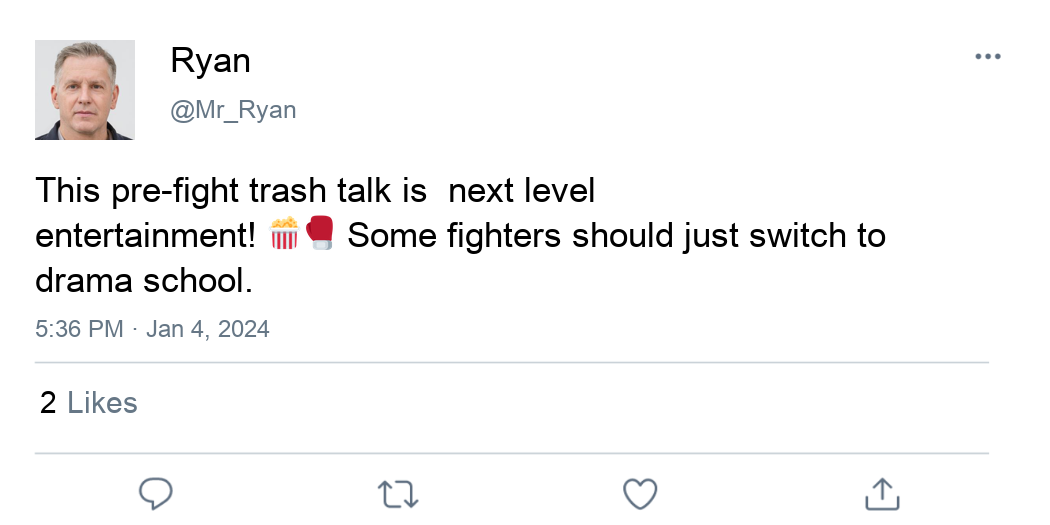 Ryan
@Mr_Ryan
This pre-fight trash talk is  next level
entertainment! 🍿🥊 Some fighters should just switch to
drama school.
5:36 PM · Jan 4, 2024
2 Likes